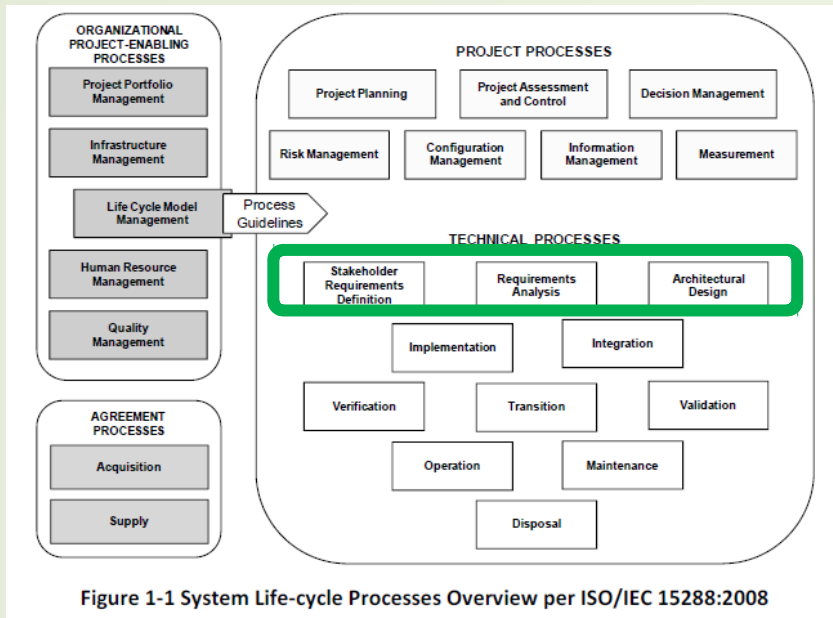 ORGANIZATIONAL
PROJECT-ENABLING
PROCESSES
Project Portfolio
Management
Infrastructure
Management
Life Cycle Model
Management
Process
Guidelines
Human Resource
Management
Quality
Management
AGREEMENT
PROCESSES
Acquisition
Supply
PROJECT PROCESSES
Project Planning
Project Assessment
and Control
Decision Management
Risk Management
Configuration
Management
Information
Management
Measurement
TECHNICAL PROCESSES
Stakeholder
Requirements
Definition
Requirements
Analysis
Architectural
Design
Implementation
Integration
Verification
Transition
Validation
Operation
Maintenance
Disposal
Figure 1-1 System Life-cycle Processes Overview per ISO/IEC 15288:2008